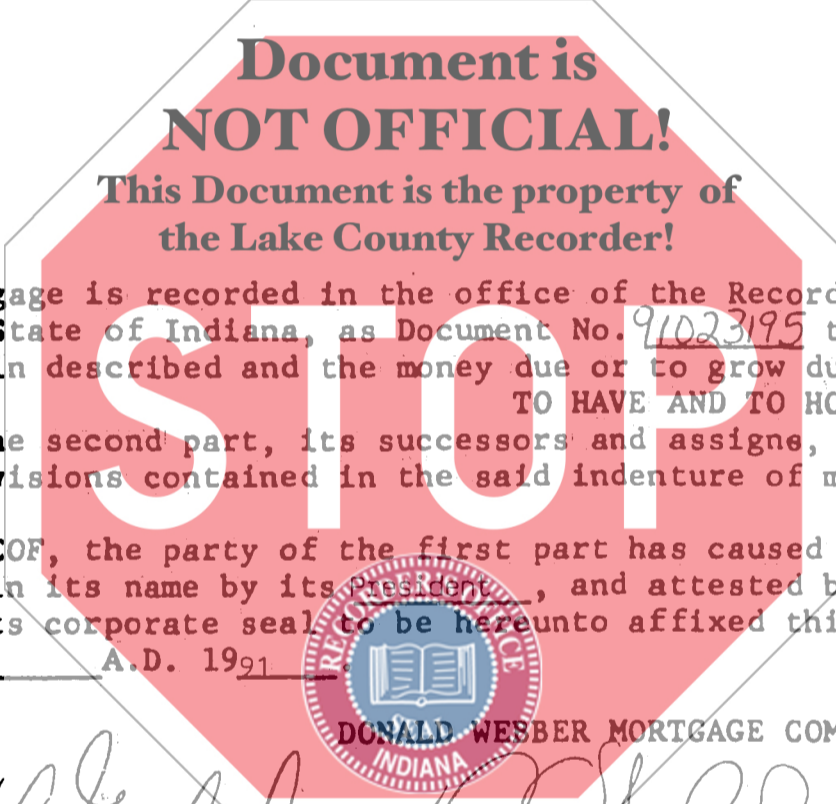 Document is
NOT OFFICIAL!
This Document is the property of
the Lake County Recorder!
STOP
gage is recorded in the office of the Record
State of Indiana, as Document No. 91023195 t
n described and the money due or to grow du
TO HAVE AND TO HO
e second part, its successors and assigne,
visions contained in the said indenture of m
OF, the party of the first part has caused
n its name by its President, and attested b
s corporate seal to be hereunto affixed thi
A.D. 1991.
RECORDER'S OFFICE
SEAL
INDIANA
DONALD WEBBER MORTGAGE COM